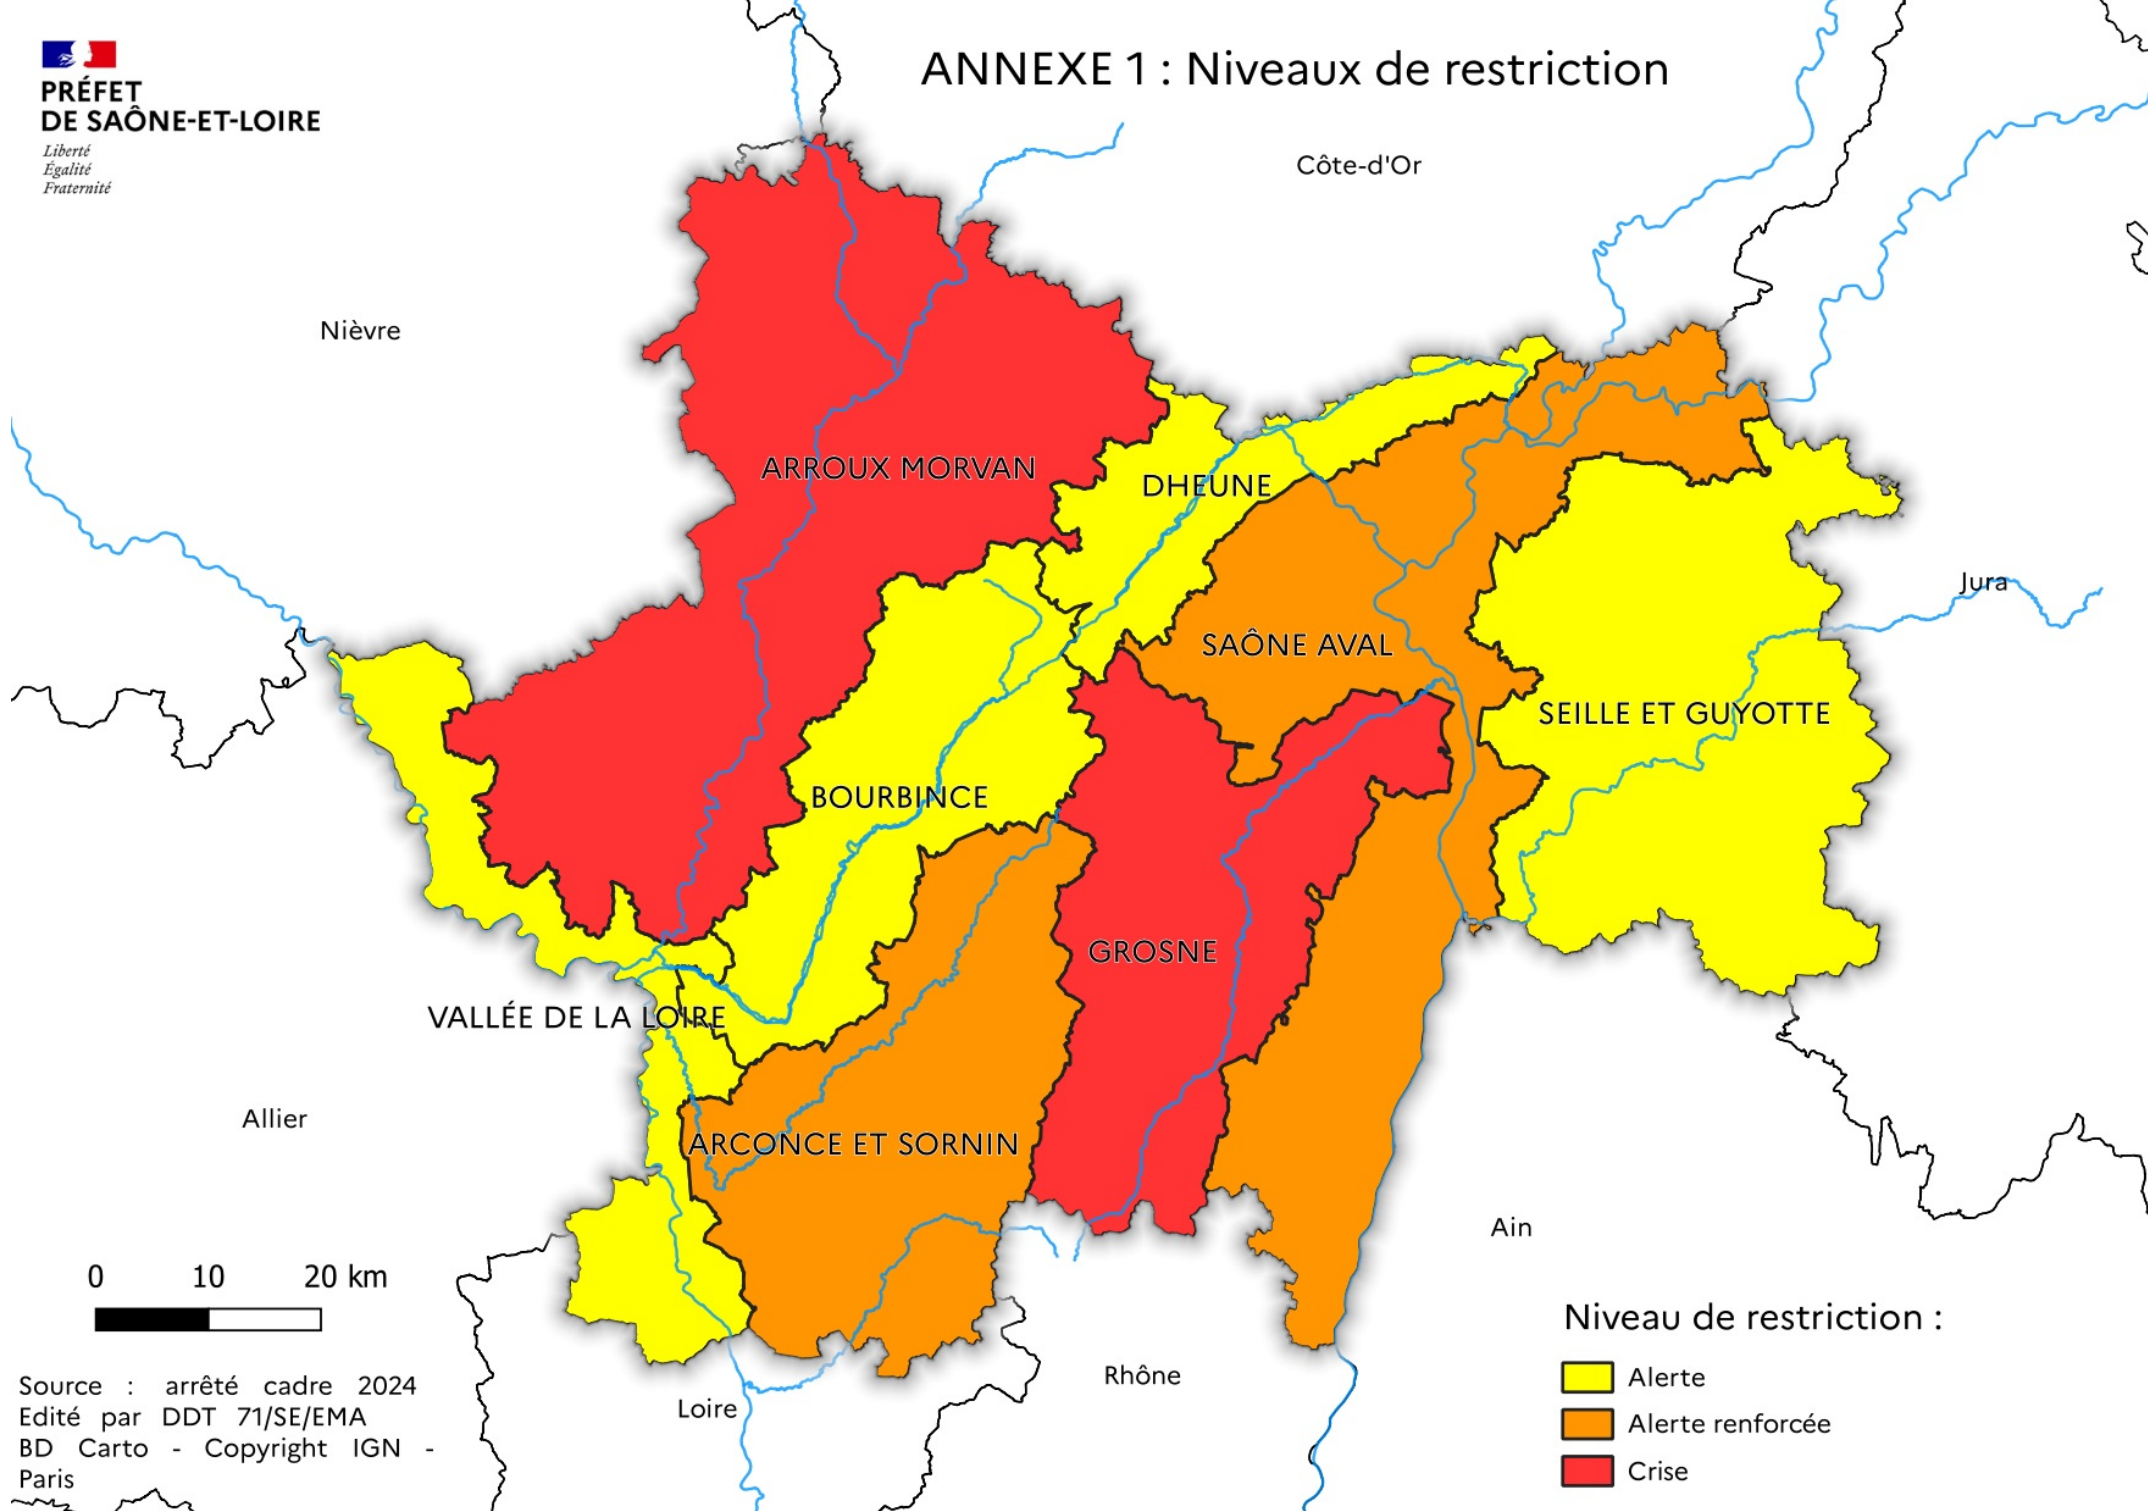 PRÉFET
DE SAÔNE-ET-LOIRE
Liberté
Égalité
Fraternité
ANNEXE 1 : Niveaux de restriction
Côte-d'Or
Nièvre
ARROUX MORVAN
DHEUNE
Jura
SAÔNE AVAL
SEILLE ET GUYOTTE
BOURBINCE
GROSNE
VALLÉE DE LA LOIRE
Allier
ARCONCE ET SORNIN
Ain
0 10 20 km
Rhône
Loire
Source : arrêté cadre 2024
Edité par DDT 71/SE/EMA
BD Carto - Copyright IGN -
Paris
Niveau de restriction :
Alerte
Alerte renforcée
Crise